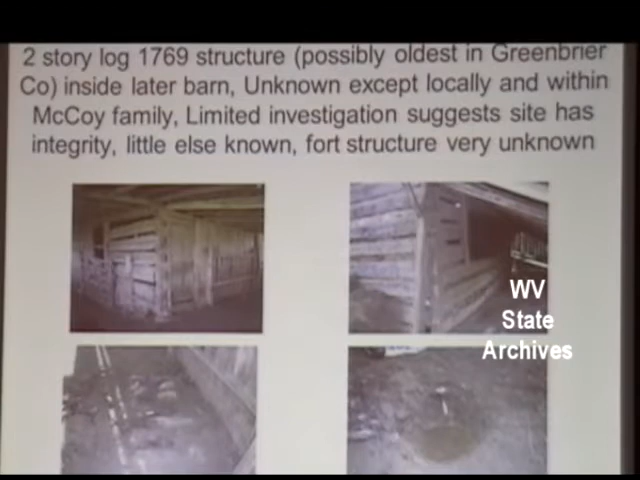 2 story log 1769 structure (possibly oldest in Greenbrier
Co) inside later barn, Unknown except locally and within
McCoy family, Limited investigation suggests site has
integrity, little else known, fort structure very unknown
WV
State
Archives